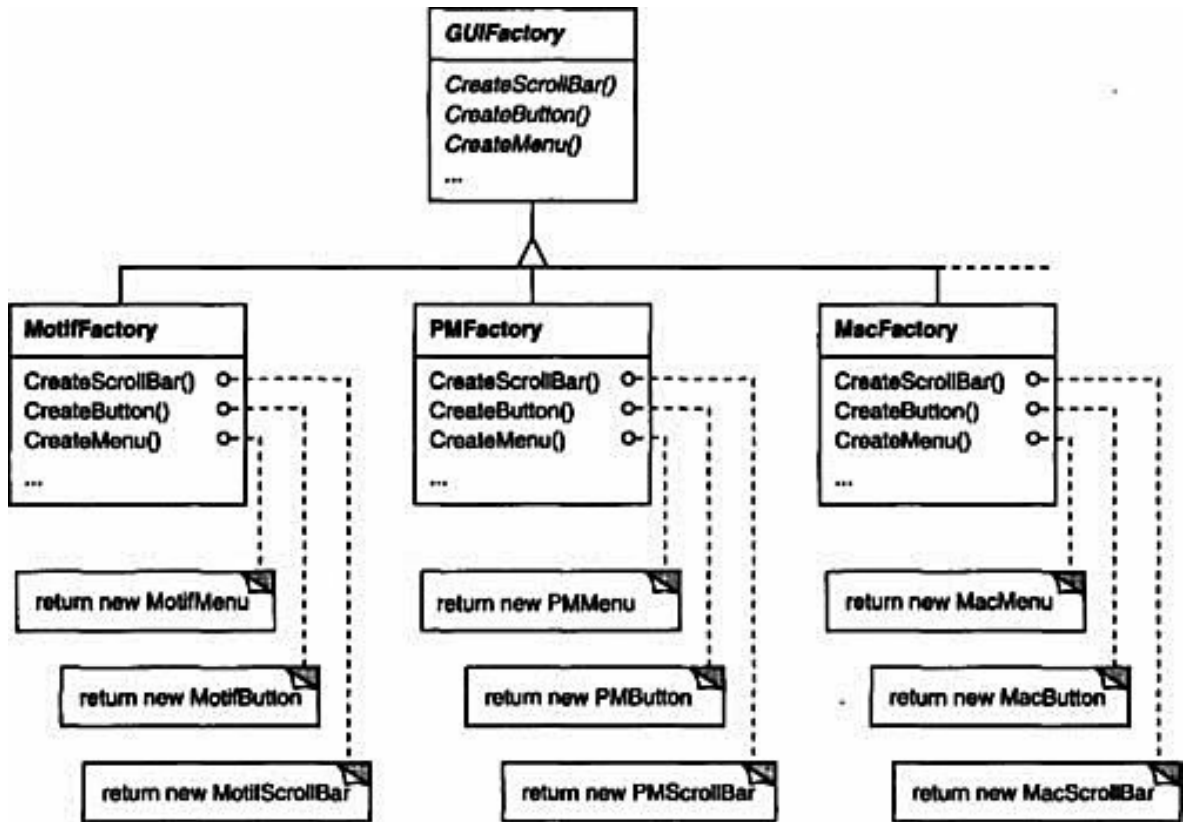 GUIFactory
CreateScrollBar()
CreateButton()
CreateMenu()
...
MotifFactory
CreateScrollBar()
CreateButton()
CreateMenu()
...
PMFactory
CreateScrollBar()
CreateButton()
CreateMenu()
...
MacFactory
CreateScrollBar()
CreateButton()
CreateMenu()
...
return new MotifMenu
return new PMMenu
return new MacMenu
return new MotifButton
return new PMButton
return new MacButton
return new MotifScrollBar
return new PMScrollBar
return new MacScrollBar